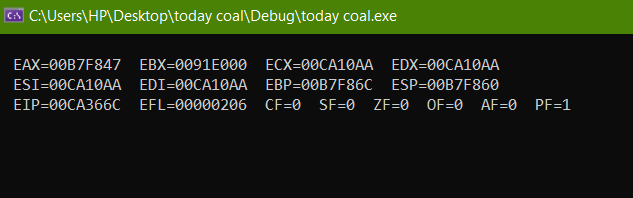 C:\Users\HP\Desktop\today coal\Debug\today coal.exe
EAX=00B7F847 EBX=0091E000 ECX=00CA10AA EDX=00CA10AA
ESI=00CA10AA EDI=00CA10AA EBP=00B7F86C ESP=00B7F860
EIP=00CA366C EFL=00000206 CF=0 SF=0 ZF=0 OF=0 AF=0 PF=1